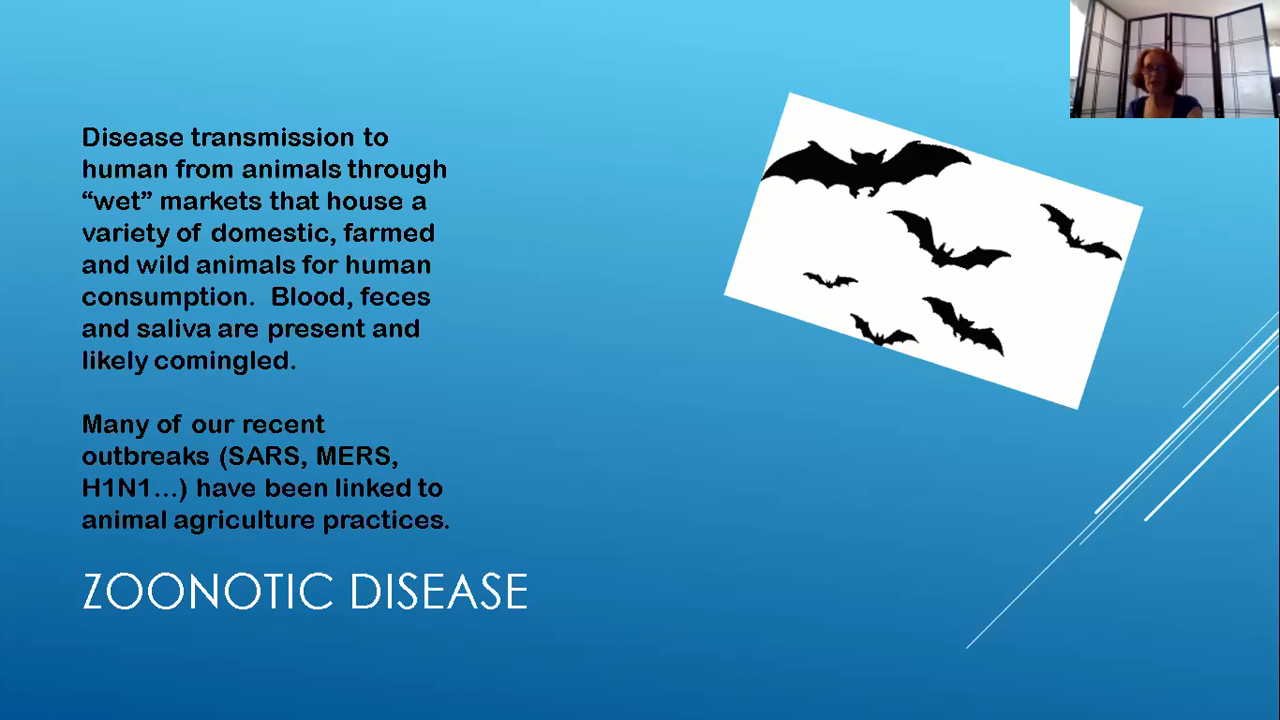 Disease transmission to
human from animals through
“wet” markets that house a
variety of domestic, farmed
and wild animals for human
consumption.  Blood, feces
and saliva are present and
likely comingled.
Many of our recent
outbreaks (SARS, MERS,
H1N1...) have been linked to
animal agriculture practices.
ZOONOTIC DISEASE